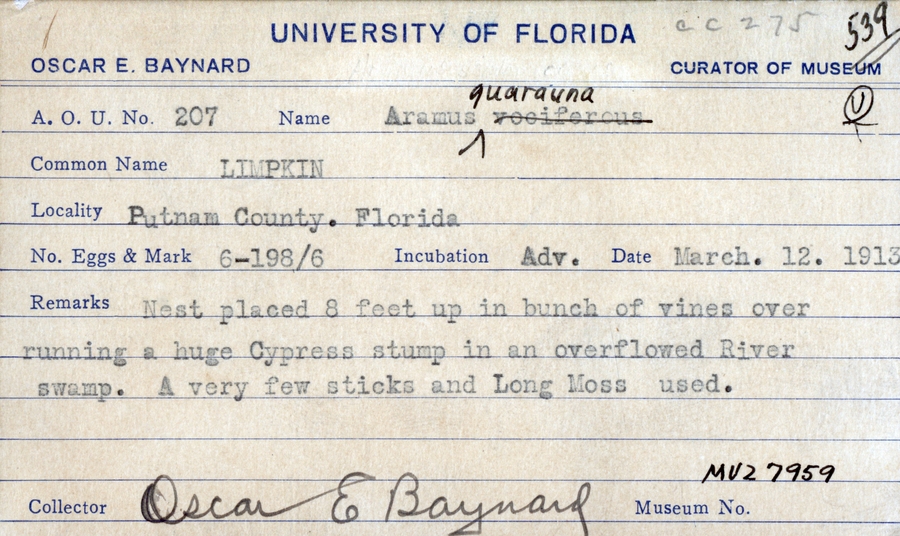 UNIVERSITY OF FLORIDA
CC 275
539
OSCAR E. BAYNARD
CURATOR OF MUSEUM
guarauna
A. O. U. No. 207 Name Aramus vociferous
U
Common Name LIMPKIN
Locality Putnam County. Florida
No. Eggs & Mark 6-198/6 Incubation Adv. Date March. 12. 1913
Remarks Nest placed 8 feet up in bunch of vines over
running a huge Cypress stump in an overflowed River
swamp. A very few sticks and Long Moss used.
MVZ 7959
Collector Oscar E Baynard Museum No.